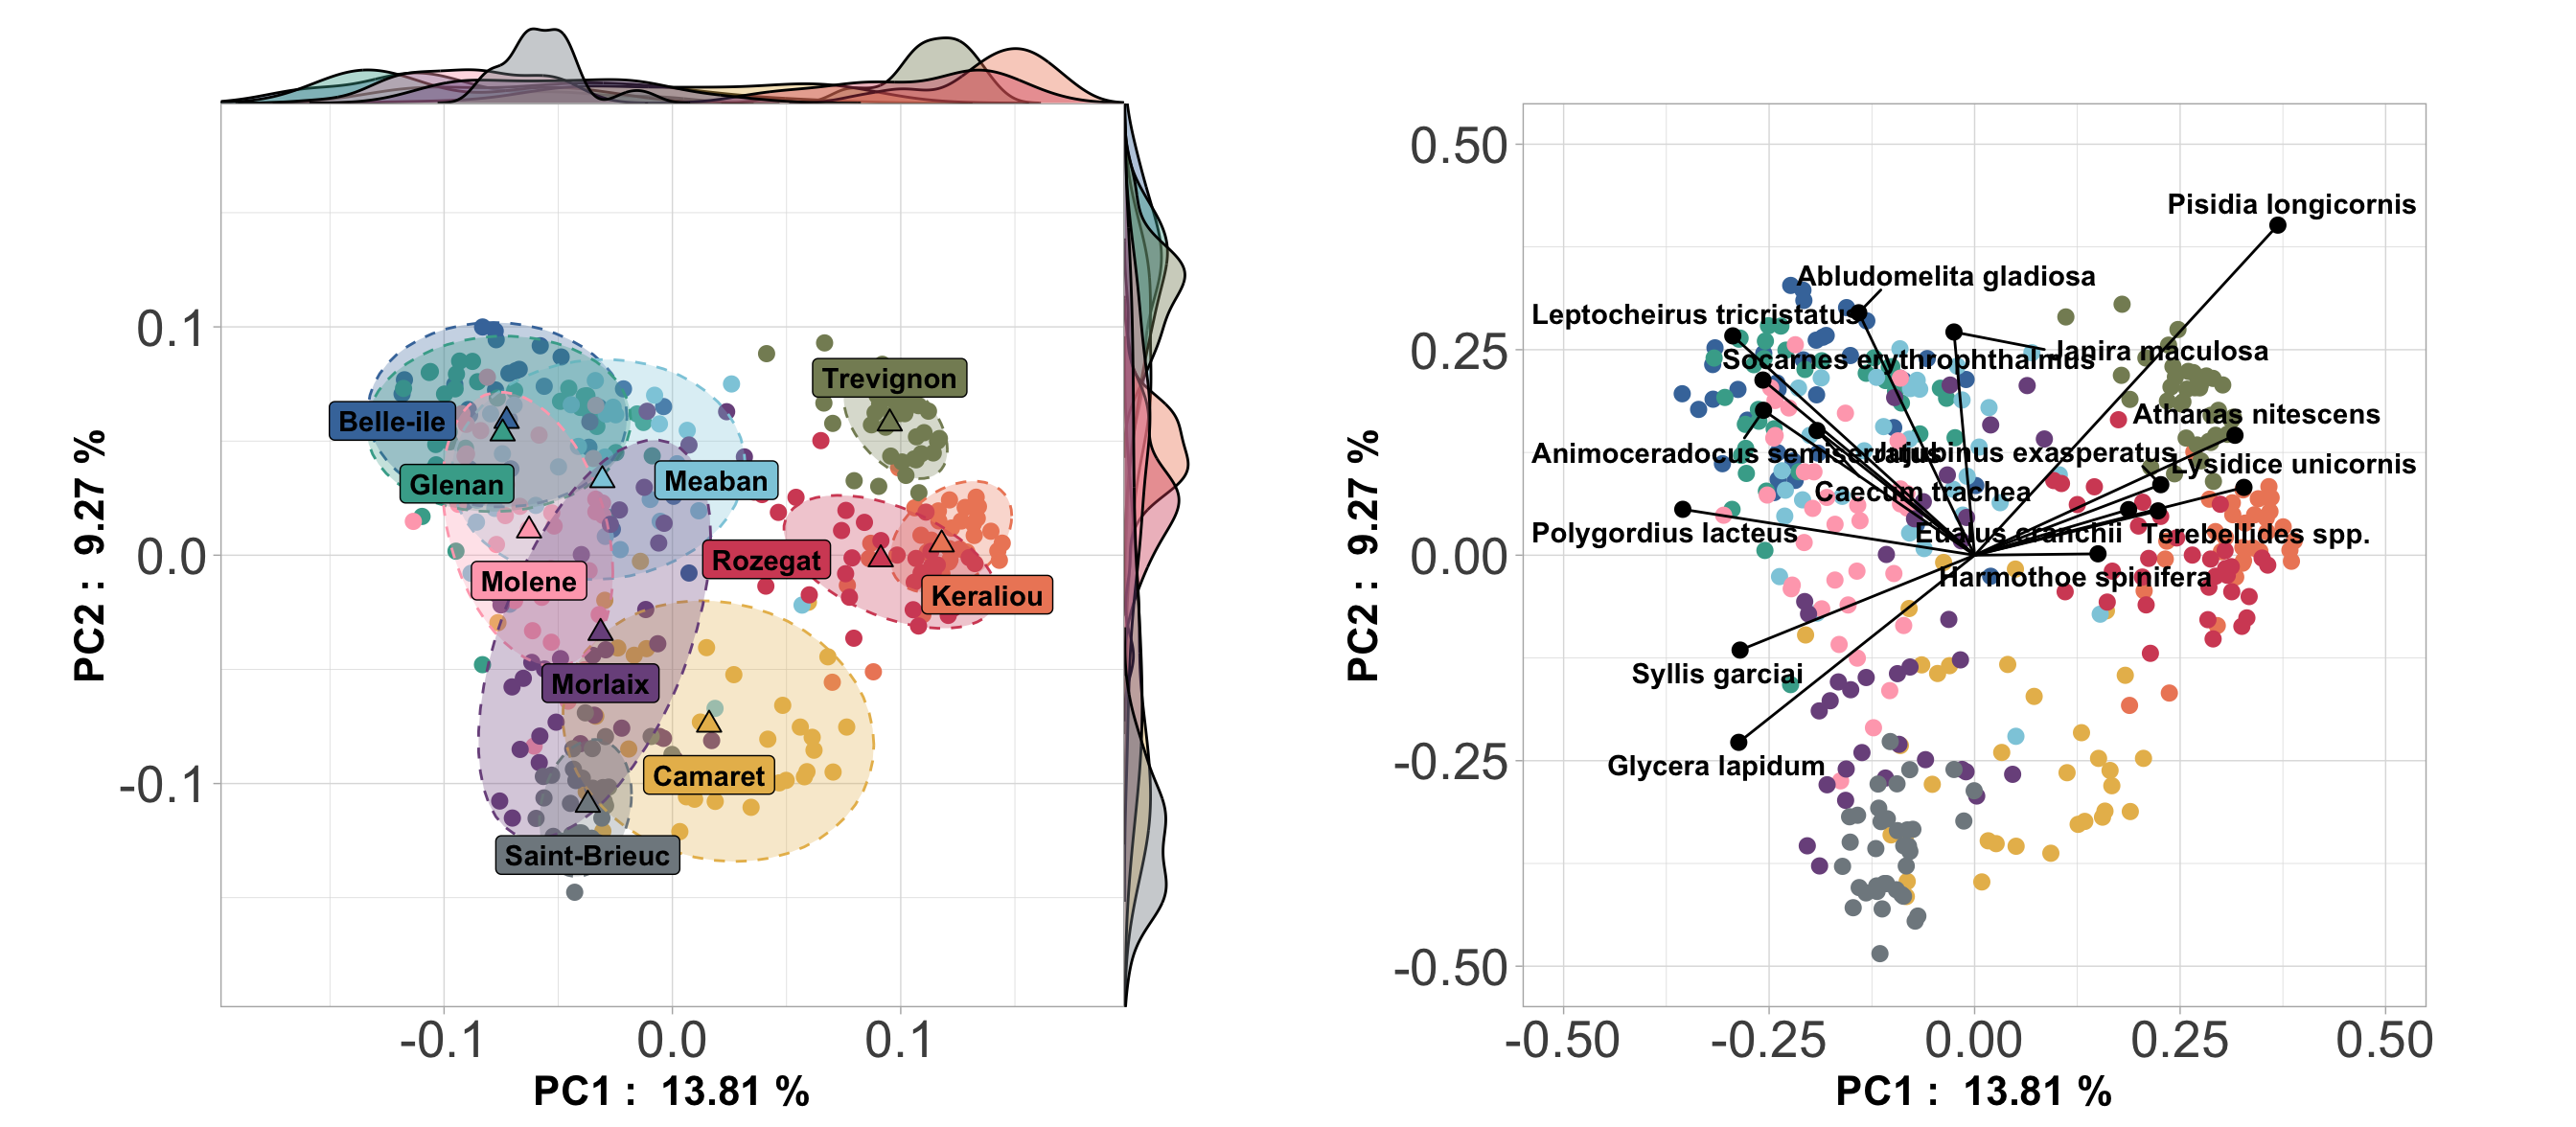 0.1
0.0
-0.1
PC2 : 9.27 %
Belle-ile
Glenan
Meaban
Trevignon
Molene
Rozegat
Keraliou
Morlaix
Camaret
Saint-Brieuc
-0.1
0.0
0.1
PC1 : 13.81 %
0.50
0.25
0.00
-0.25
-0.50
PC2 : 9.27 %
Pisidia longicornis
Abludomelita gladiosa
Leptocheirus tricristatus
Janira maculosa
Socarnes erythrophthalmus
Athanas nitescens
Animoceradocus semiserratus
Jujubinus exasperatus
Lysidice unicornis
Caecum trachea
Polygordius lacteus
Eualus cranchii
Terebellides spp.
Harmothoe spinifera
Syllis garciai
Glycera lapidum
-0.50
-0.25
0.00
0.25
0.50
PC1 : 13.81 %